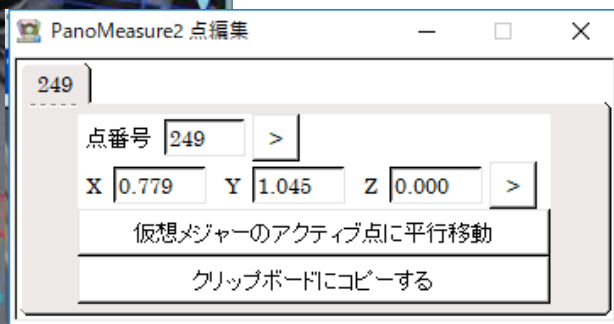 PanoMeasure2 点編集
249
点番号 249 >
X 0.779 Y 1.045 Z 0.000 >
仮想メジャーのアクティブ点に平行移動
クリップボードにコピーする